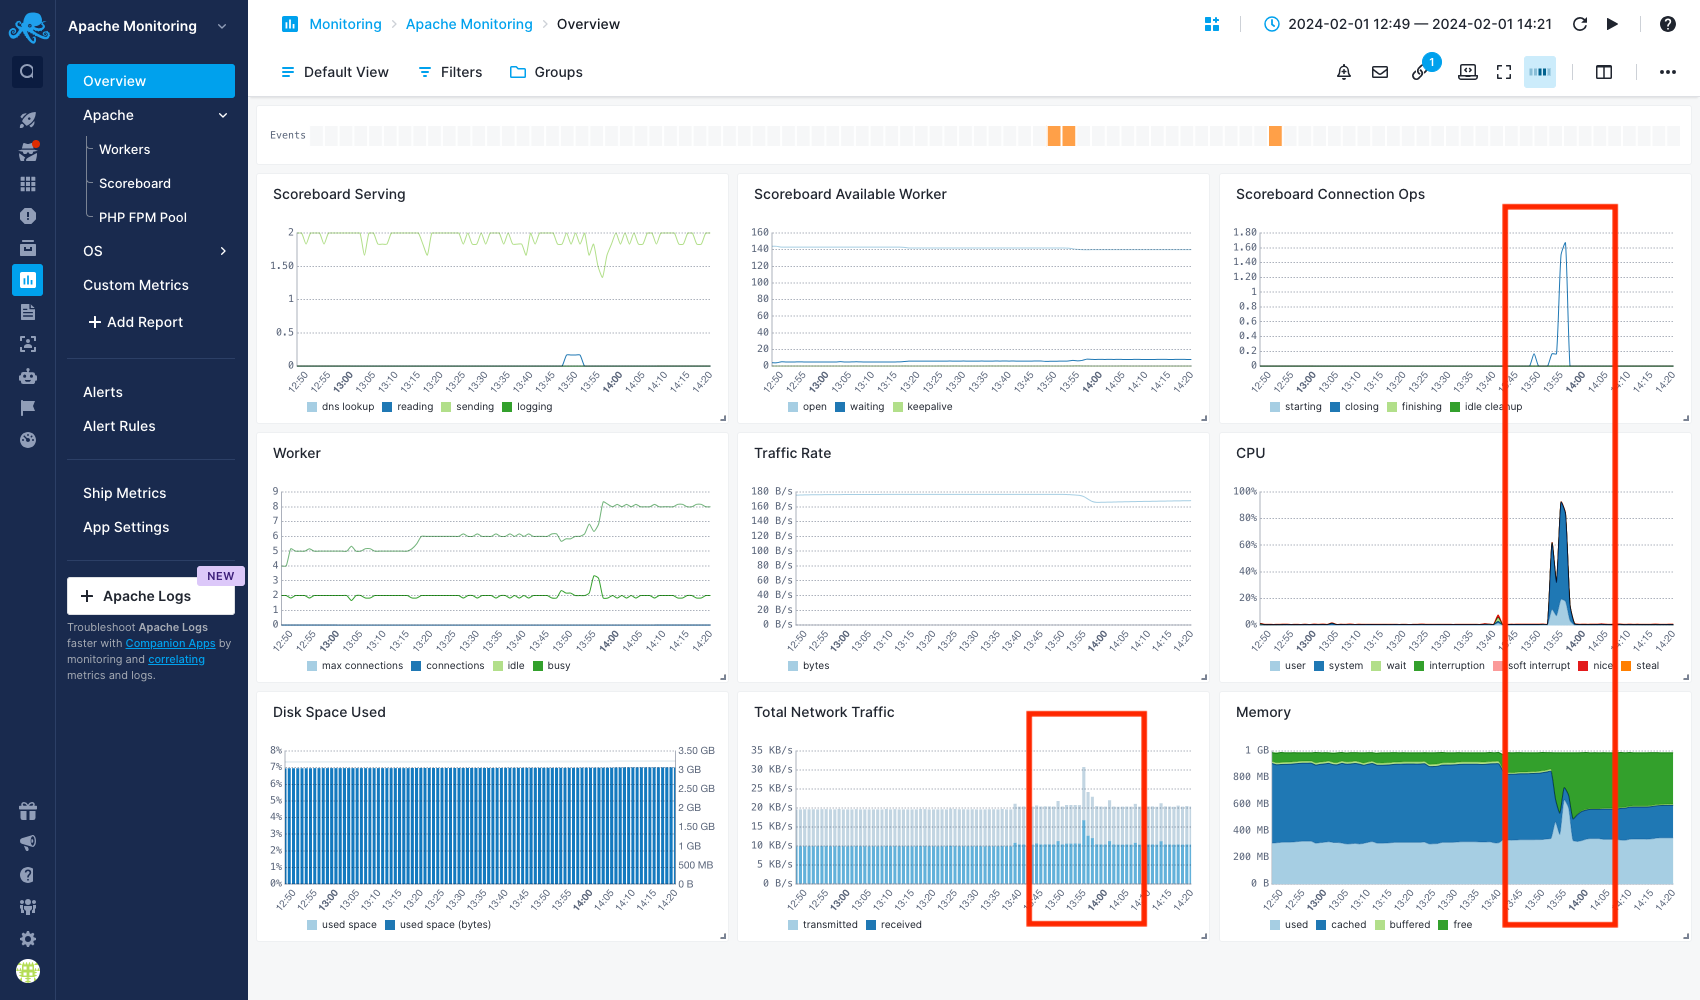 Apache Monitoring
Monitoring
Apache Monitoring
Overview
2024-02-01 12:49 — 2024-02-01 14:21
Default View
Filters
Groups
1
Overview
Apache
Workers
Scoreboard
PHP FPM Pool
OS
Custom Metrics
Add Report
Alerts
Alert Rules
Ship Metrics
App Settings
NEW
Apache Logs
Troubleshoot Apache Logs
faster with Companion Apps by
monitoring and correlating
metrics and logs.
Events
Scoreboard Serving
2
1.50
1
0.5
0
12:50 12:55 13:00 13:05 13:10 13:15 13:20 13:25 13:30 13:35 13:40 13:45 13:50 13:55 14:00 14:05 14:10 14:15 14:20
dns lookup reading sending logging
Scoreboard Available Worker
160
140
120
100
80
60
40
20
0
12:50 12:55 13:00 13:05 13:10 13:15 13:20 13:25 13:30 13:35 13:40 13:45 13:50 13:55 14:00 14:05 14:10 14:15 14:20
open waiting keepalive
Scoreboard Connection Ops
1.80
1.60
1.40
1.20
1
0.8
0.6
0.4
0.2
0
12:50 12:55 13:00 13:05 13:10 13:15 13:20 13:25 13:30 13:35 13:40 13:45 13:50 13:55 14:00 14:05 14:10 14:15 14:20
starting closing finishing idle cleanup
Worker
9
8
7
6
5
4
3
2
1
0
12:50 12:55 13:00 13:05 13:10 13:15 13:20 13:25 13:30 13:35 13:40 13:45 13:50 13:55 14:00 14:05 14:10 14:15 14:20
max connections connections idle busy
Traffic Rate
180 B/s
160 B/s
140 B/s
120 B/s
100 B/s
80 B/s
60 B/s
40 B/s
20 B/s
0 B/s
12:50 12:55 13:00 13:05 13:10 13:15 13:20 13:25 13:30 13:35 13:40 13:45 13:50 13:55 14:00 14:05 14:10 14:15 14:20
bytes
CPU
100%
80%
60%
40%
20%
0%
12:50 12:55 13:00 13:05 13:10 13:15 13:20 13:25 13:30 13:35 13:40 13:45 13:50 13:55 14:00 14:05 14:10 14:15 14:20
user system wait interruption soft interrupt nice steal
Disk Space Used
8%
7%
6%
5%
4%
3%
2%
1%
0%
3.50 GB
3 GB
2.50 GB
2 GB
1.50 GB
1 GB
500 MB
0 B
12:50 12:55 13:00 13:05 13:10 13:15 13:20 13:25 13:30 13:35 13:40 13:45 13:50 13:55 14:00 14:05 14:10 14:15 14:20
used space used space (bytes)
Total Network Traffic
35 KB/s
30 KB/s
25 KB/s
20 KB/s
15 KB/s
10 KB/s
5 KB/s
0 B/s
12:50 12:55 13:00 13:05 13:10 13:15 13:20 13:25 13:30 13:35 13:40 13:45 13:50 13:55 14:00 14:05 14:15 14:20
transmitted received
Memory
1 GB
800 MB
600 MB
400 MB
200 MB
0 B
12:50 12:55 13:00 13:05 13:10 13:15 13:20 13:25 13:30 13:35 13:40 13:45 13:50 13:55 14:00 14:05 14:10 14:15 14:20
used cached buffered free